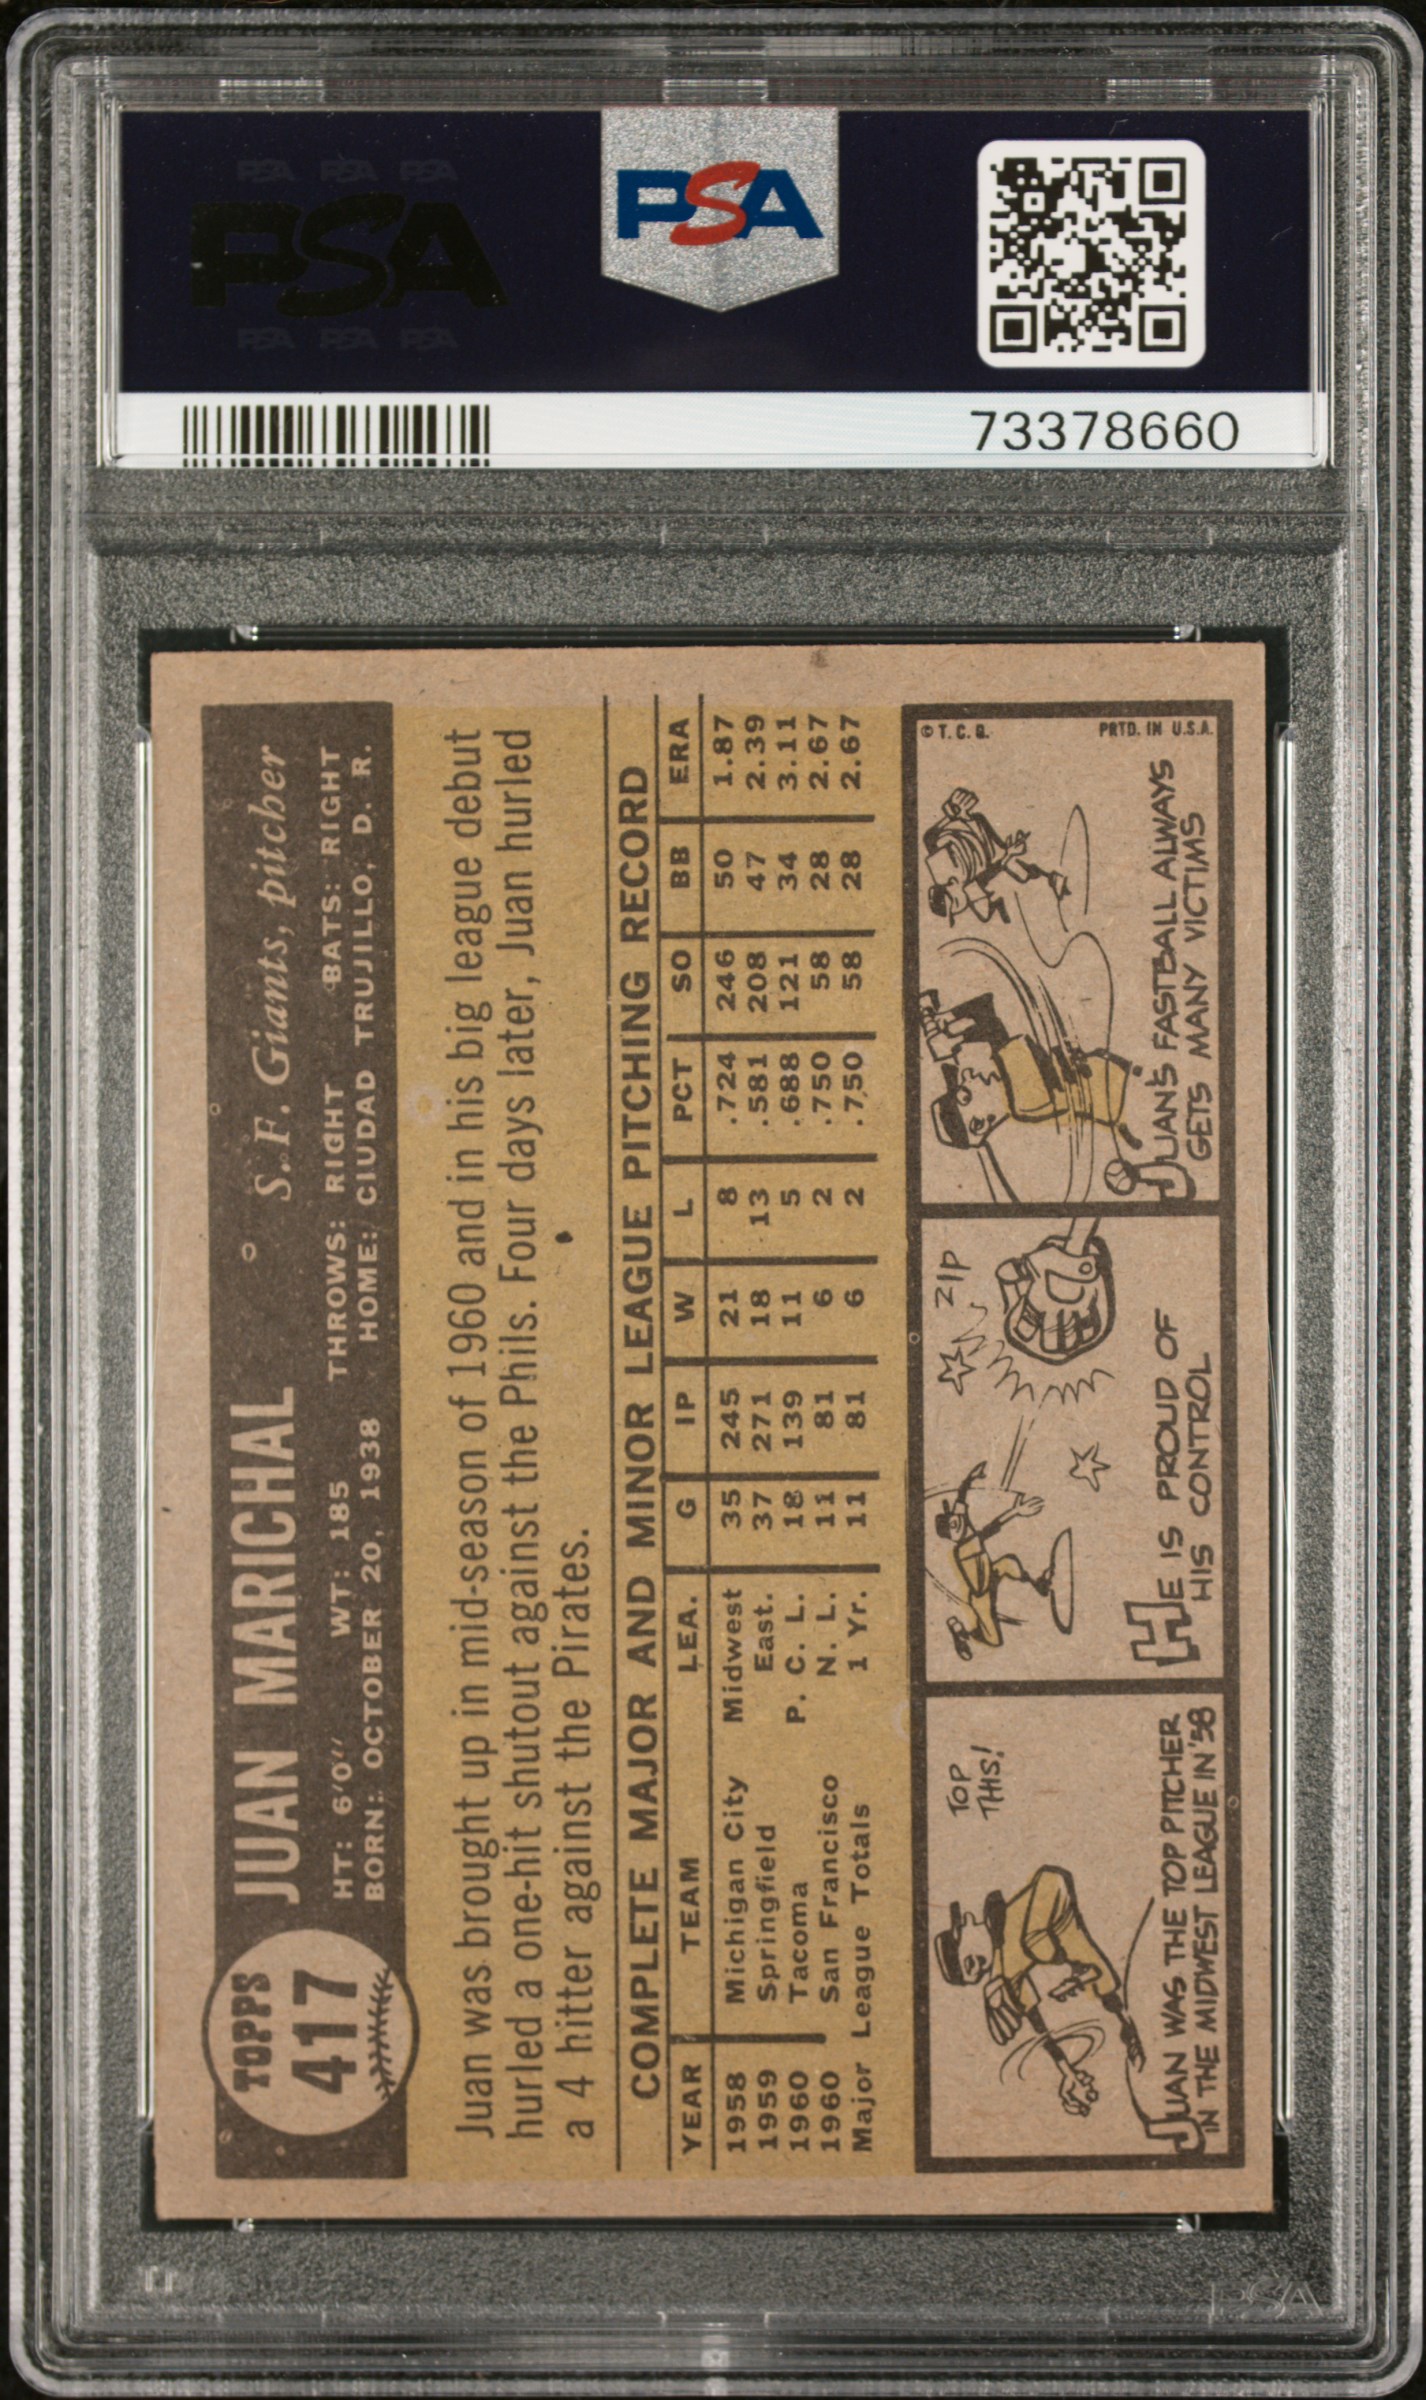 PSA PSA PSA
PSA
PSA PSA PSA
PSA
73378660
TOPPS
417
JUAN MARICHAL S. F. Giants, pitcher
HT: 6'0" WT: 185 THROWS: RIGHT BATS: RIGHT
BORN: OCTOBER 20, 1938 HOME: CIUDAD TRUJILLO, D. R.
Juan was brought up in mid-season of 1960 and in his big league debut
hurled a one-hit shutout against the Phils. Four days later, Juan hurled
a 4 hitter against the Pirates.
COMPLETE MAJOR AND MINOR LEAGUE PITCHING RECORD
YEAR TEAM LEA. G IP W L PCT SO BB ERA
1958 Michigan City Midwest 35 245 21 8 .724 246 50 1.87
1959 Springfield East. 37 271 18 13 .581 208 47 2.39
1960 Tacoma P. C. L. 18 139 11 5 .688 121 34 3.11
1960 San Francisco N. L. 11 81 6 2 .750 58 28 2.67
Major League Totals 1 Yr. 11 81 6 2 .750 58 28 2.67
TOP
THIS!
JUAN WAS THE TOP PITCHER
IN THE MIDWEST LEAGUE IN '58
ZIP
HE IS PROUD OF
HIS CONTROL
© T. C. G.
PRTD. IN U.S.A.
JUAN'S FASTBALL ALWAYS
GETS MANY VICTIMS
PSA